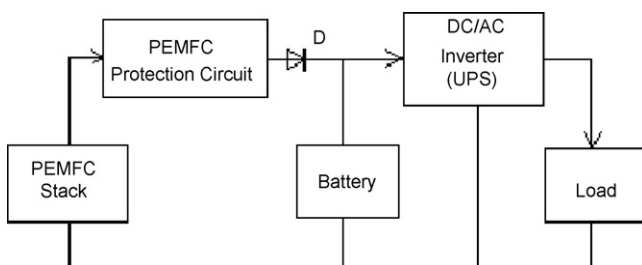 PEMFC
Protection Circuit
D
DC/AC
Inverter
(UPS)
PEMFC
Stack
Battery
Load